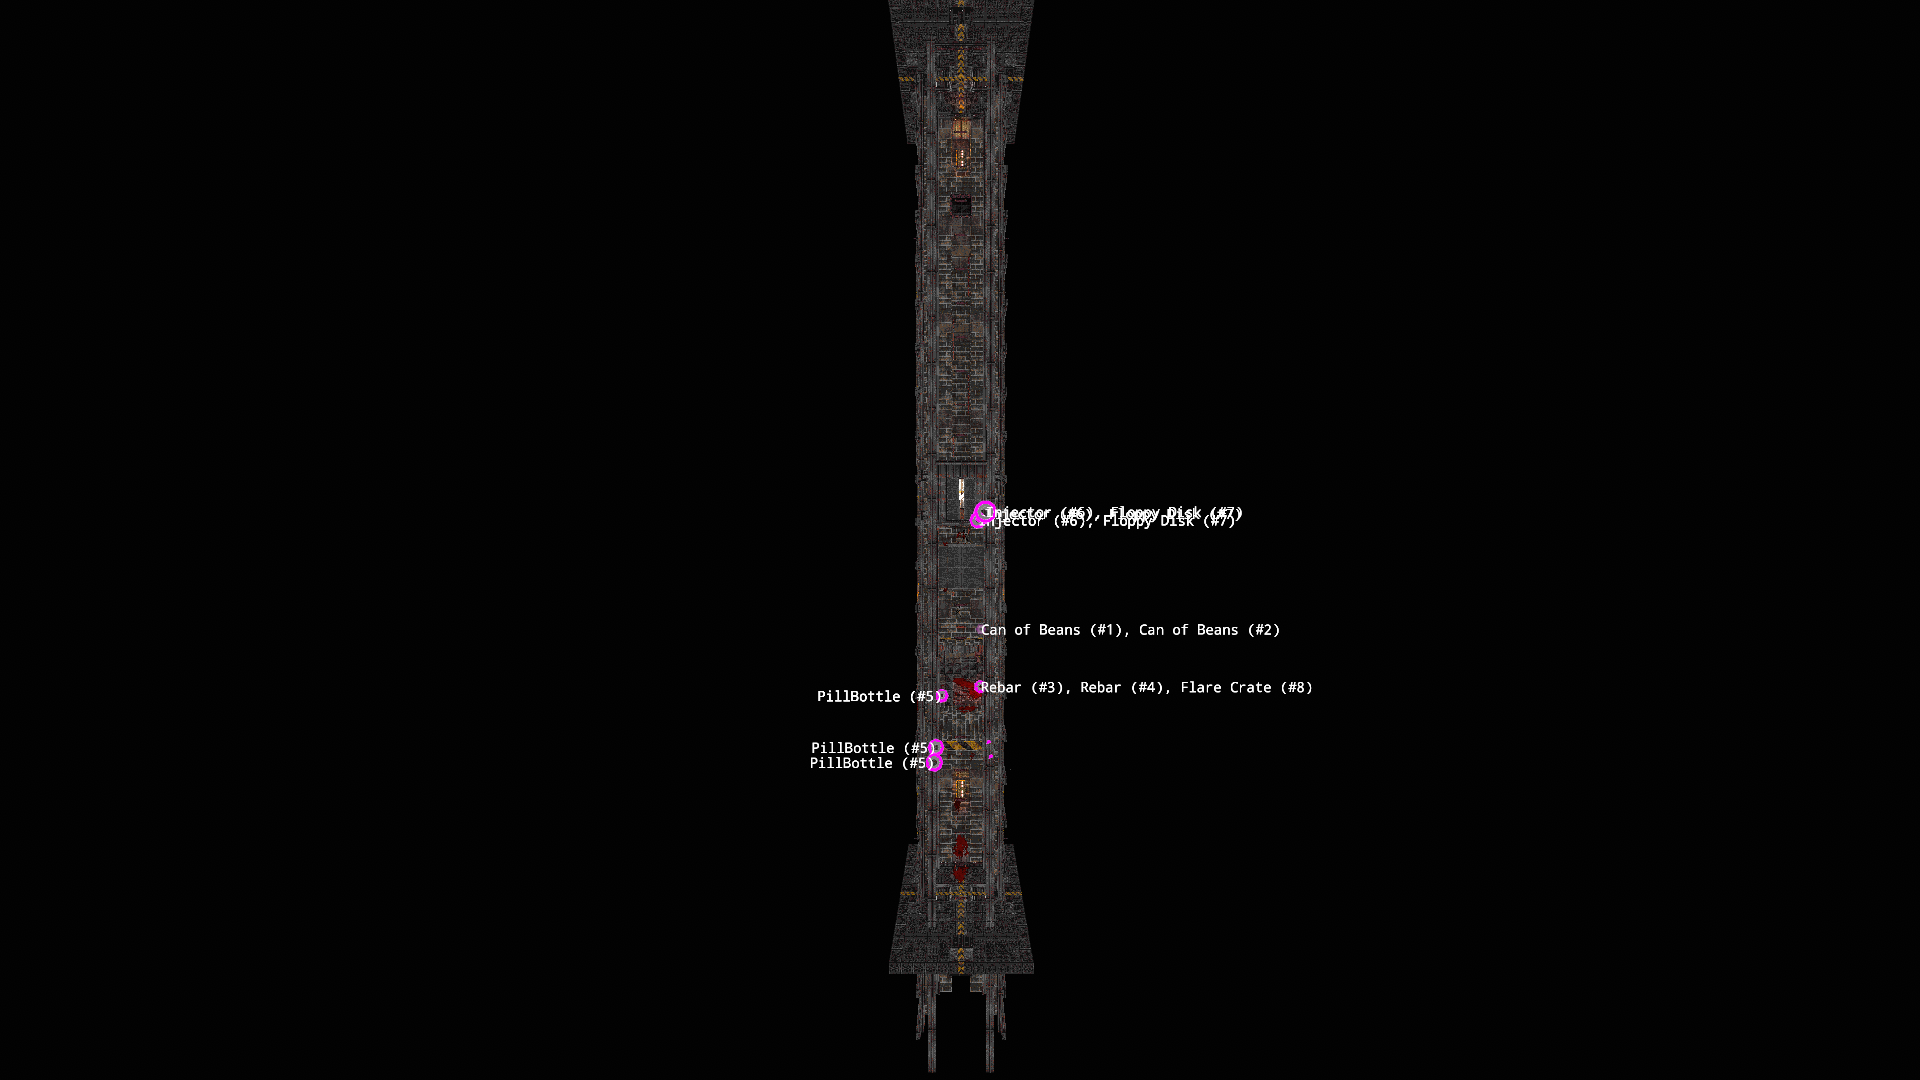 Injector (#6), Floppy Disk (#7)
Injector (#6), Floppy Disk (#7)
Can of Beans (#1), Can of Beans (#2)
Rebar (#3), Rebar (#4), Flare Crate (#8)
PillBottle (#5)
PillBottle (#5)
PillBottle (#5)